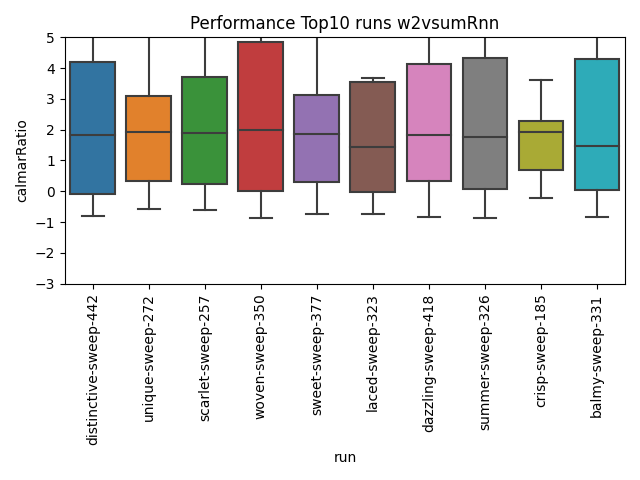 Performance Top10 runs w2vsumRnn
calmarRatio
5
4
3
2
1
0
−1
−2
−3
distinctive-sweep-442
unique-sweep-272
scarlet-sweep-257
woven-sweep-350
sweet-sweep-377
laced-sweep-323
dazzling-sweep-418
summer-sweep-326
crisp-sweep-185
balmy-sweep-331
run